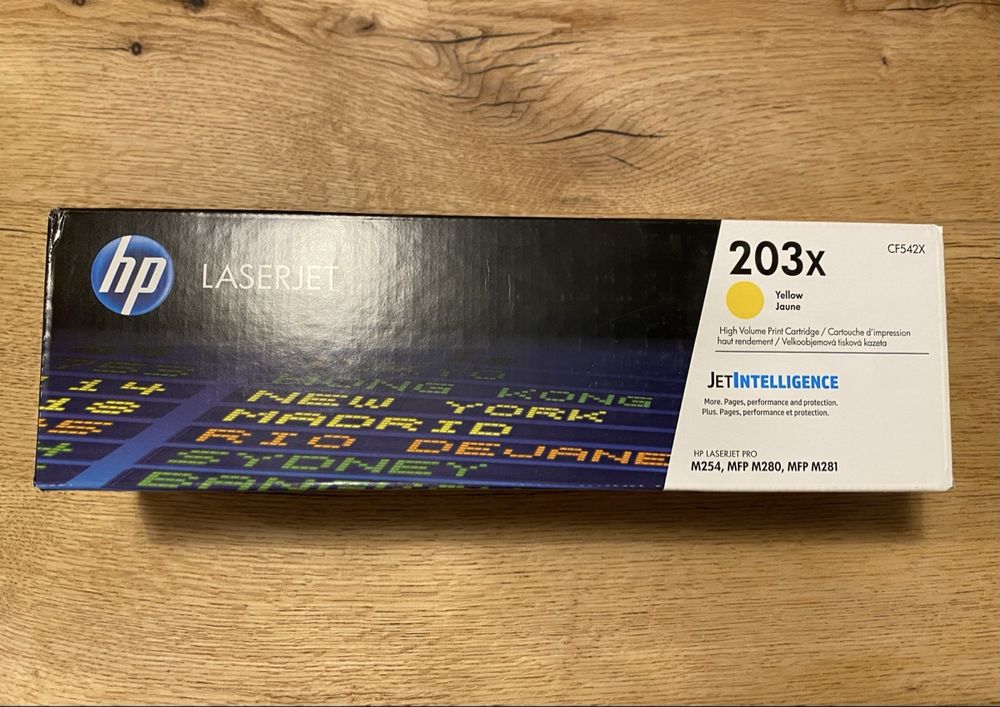 hp
LASERJET
203x
CF542X
Yellow
Jaune
High Volume Print Cartridge / Cartouche d'impression
haut rendement / Velkoobjemová tisková kazeta
JETINTELLIGENCE
More. Pages, performance and protection.
Plus. Pages, performance et protection.
HP LASERJET PRO
M254, MFP M280, MFP M281
HONG KONG
14 NEW YORK
18 MADRID
RIO DEJANE
SYDNEY